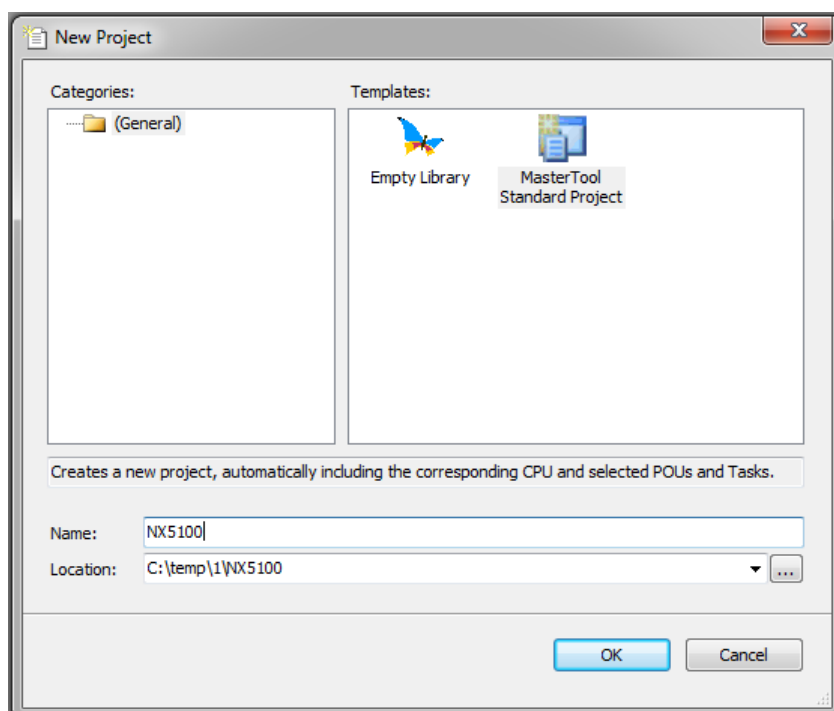 New Project
Categories:
Templates:
(General)
Empty Library
MasterTool
Standard Project
Creates a new project, automatically including the corresponding CPU and selected POUs and Tasks.
Name:
NX5100
Location:
C:\temp\1\NX5100
...
OK
Cancel